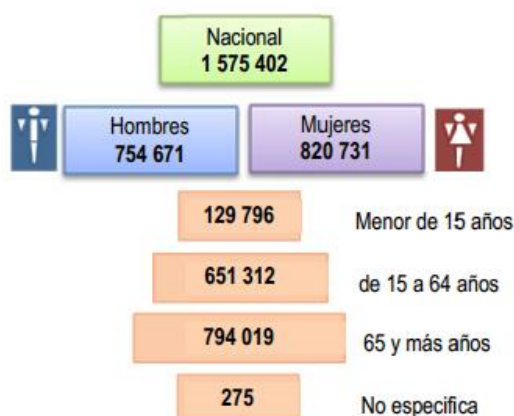 Nacional
1 575 402
Hombres
754 671
Mujeres
820 731
129 796 Menor de 15 años
651 312 de 15 a 64 años
794 019 65 y más años
275 No especifica